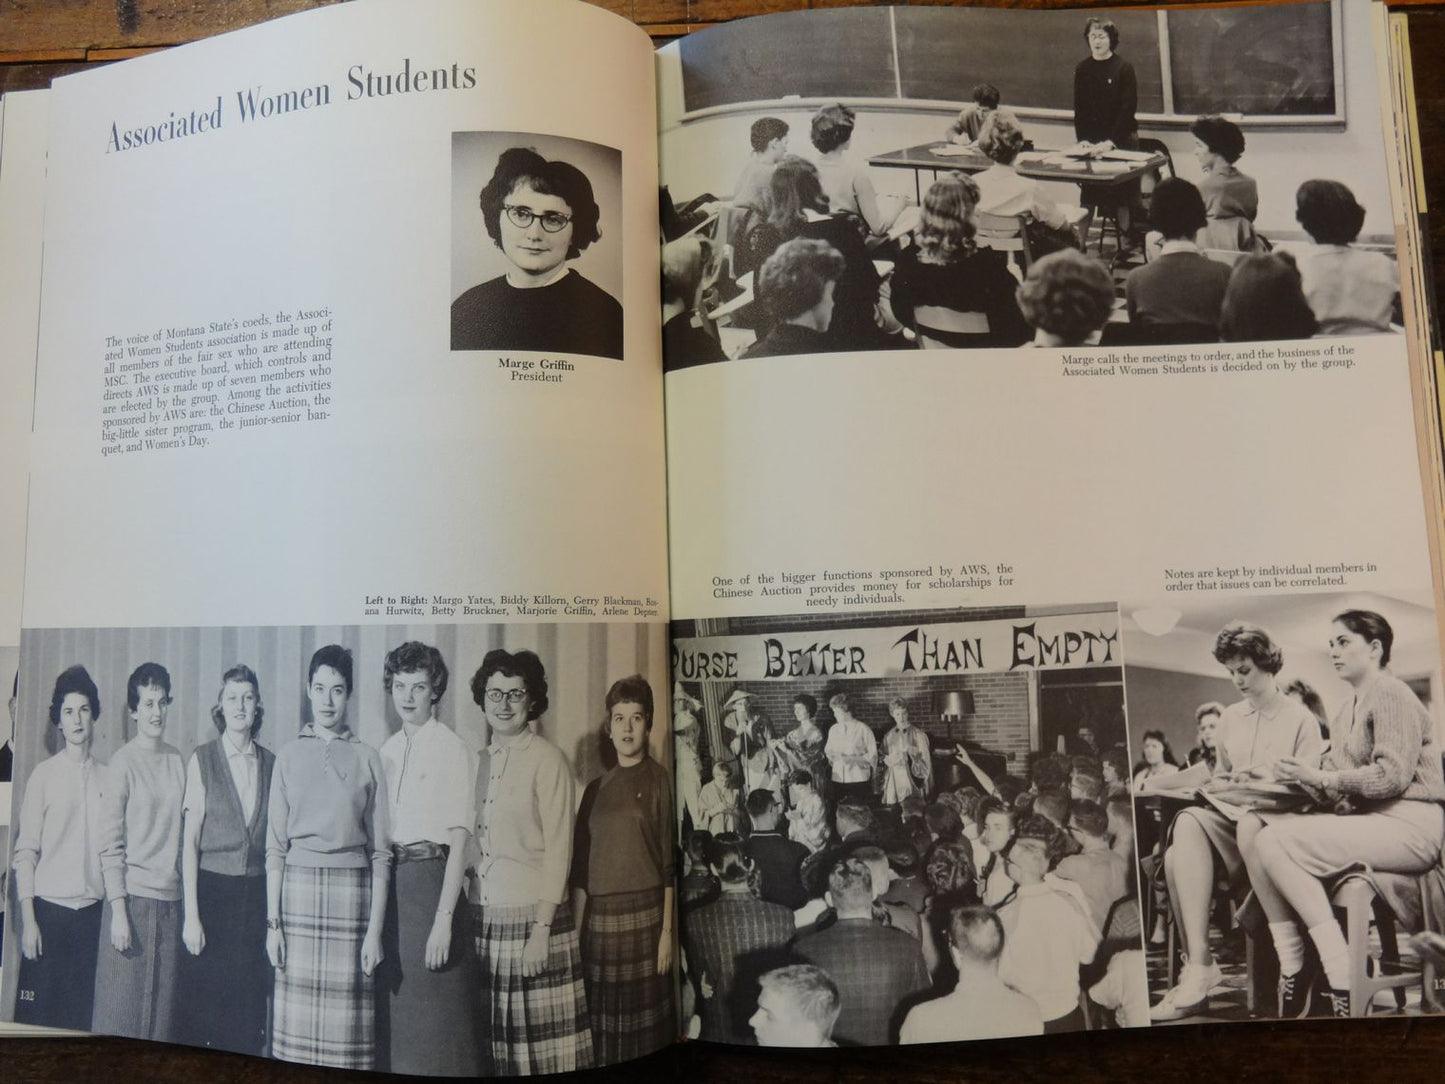 Associated Women Students
The voice of Montana State's coeds, the Associ-
ated Women Students association is made up of
all members of the fair sex who are attending
MSC. The executive board, which controls and
directs AWS is made up of seven members who
are elected by the group. Among the activities
sponsored by AWS are: the Chinese Auction, the
big-little sister program, the junior-senior ban-
quet, and Women's Day.
Marge Griffin
President
Left to Right: Margo Yates, Biddy Killorn, Gerry Blackman, Ros-
ana Hurwitz, Betty Bruckner, Marjorie Griffin, Arlene Depner.
132
Marge calls the meetings to order, and the business of the
Associated Women Students is decided on by the group.
One of the bigger functions sponsored by AWS, the
Chinese Auction provides money for scholarships for
needy individuals.
PURSE BETTER THAN EMPTY
Notes are kept by individual members in
order that issues can be correlated.